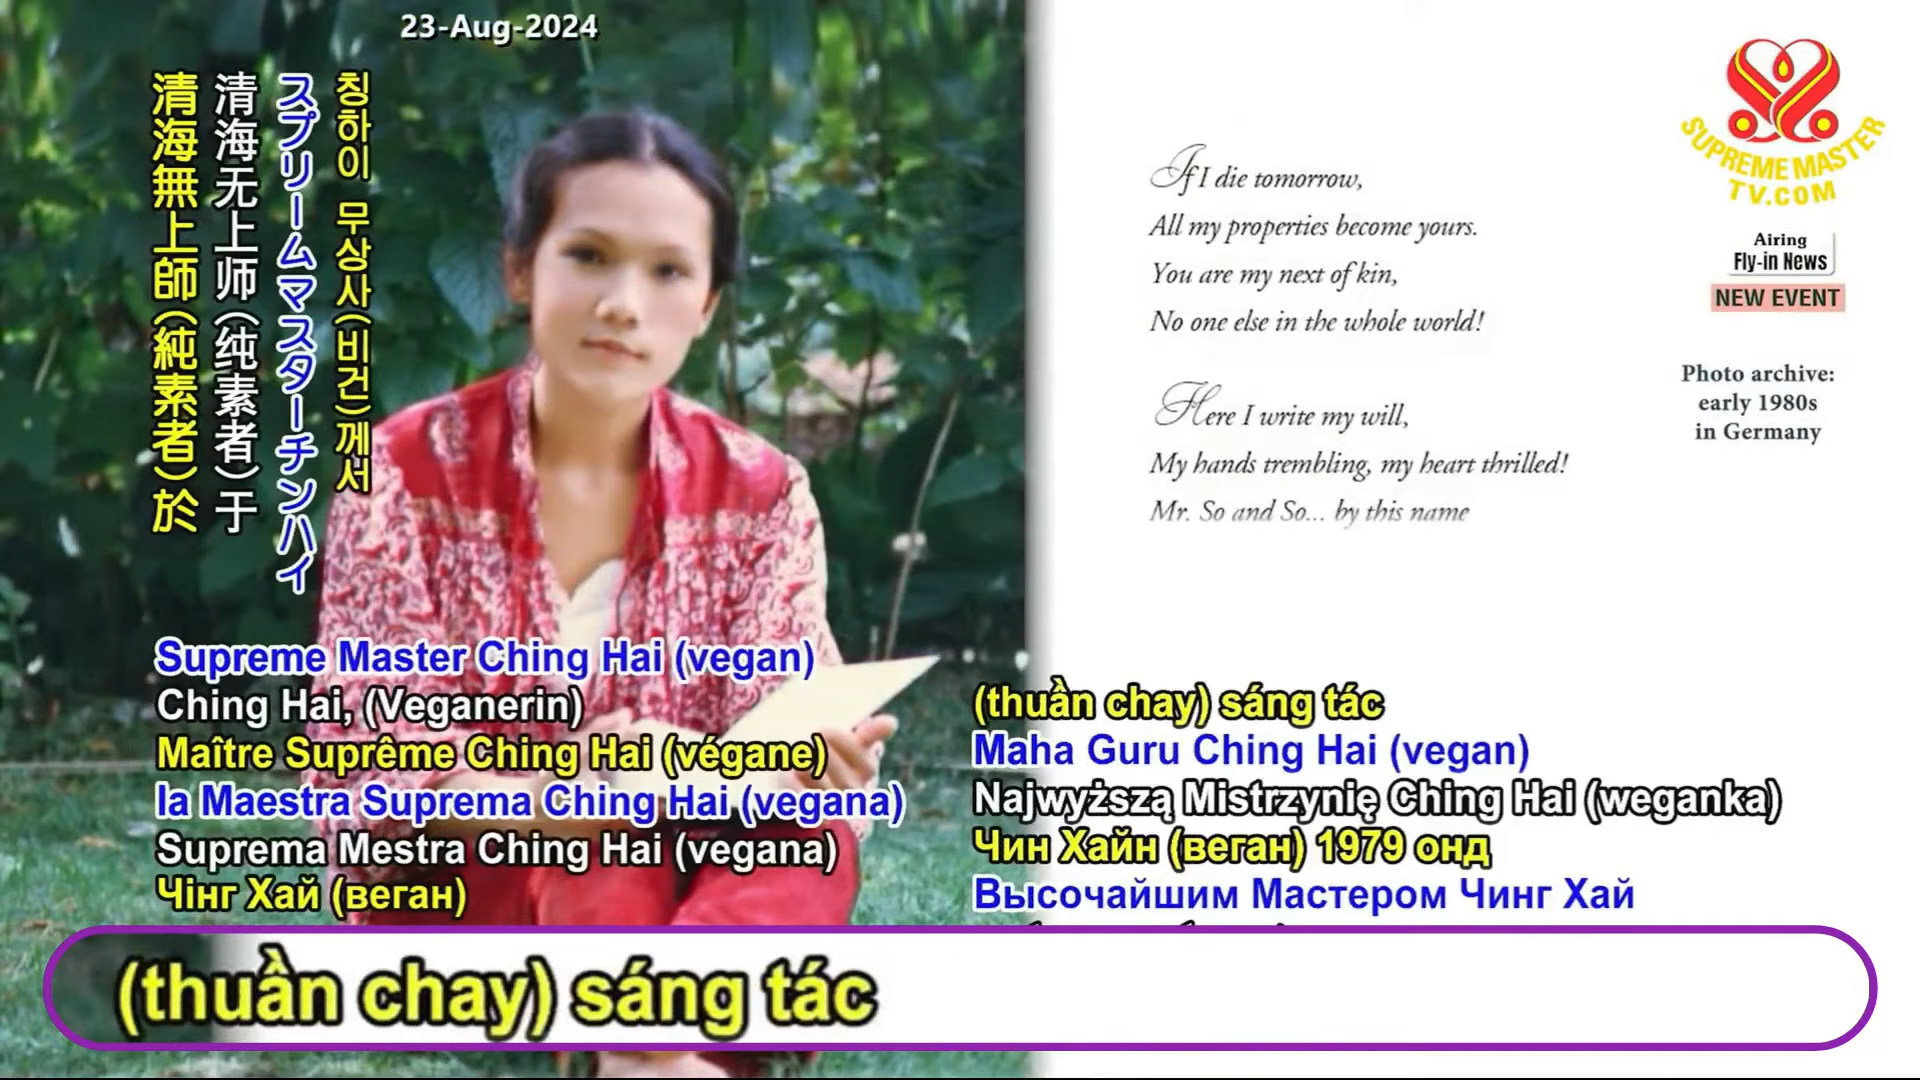 23-Aug-2024
칭하이 무상사(비건)께서
スプリームマスターチンハイ
清海无上师(纯素者)于
清海無上師(純素者)於
If I die tomorrow,
All my properties become yours.
You are my next of kin,
No one else in the whole world!
Here I write my will,
My hands trembling, my heart thrilled!
Mr. So and So... by this name
SUPREME MASTER
TV.COM
Airing
Fly-in News
NEW EVENT
Photo archive:
early 1980s
in Germany
Supreme Master Ching Hai (vegan)
Ching Hai, (Veganerin)
Maître Suprême Ching Hai (végane)
la Maestra Suprema Ching Hai (vegana)
Suprema Mestra Ching Hai (vegana)
Чінг Хай (веган)
(thuần chay) sáng tác
Maha Guru Ching Hai (vegan)
Najwyższą Mistrzynię Ching Hai (weganka)
Чин Хайн (веган) 1979 онд
Высочайшим Мастером Чинг Хай
(thuần chay) sáng tác